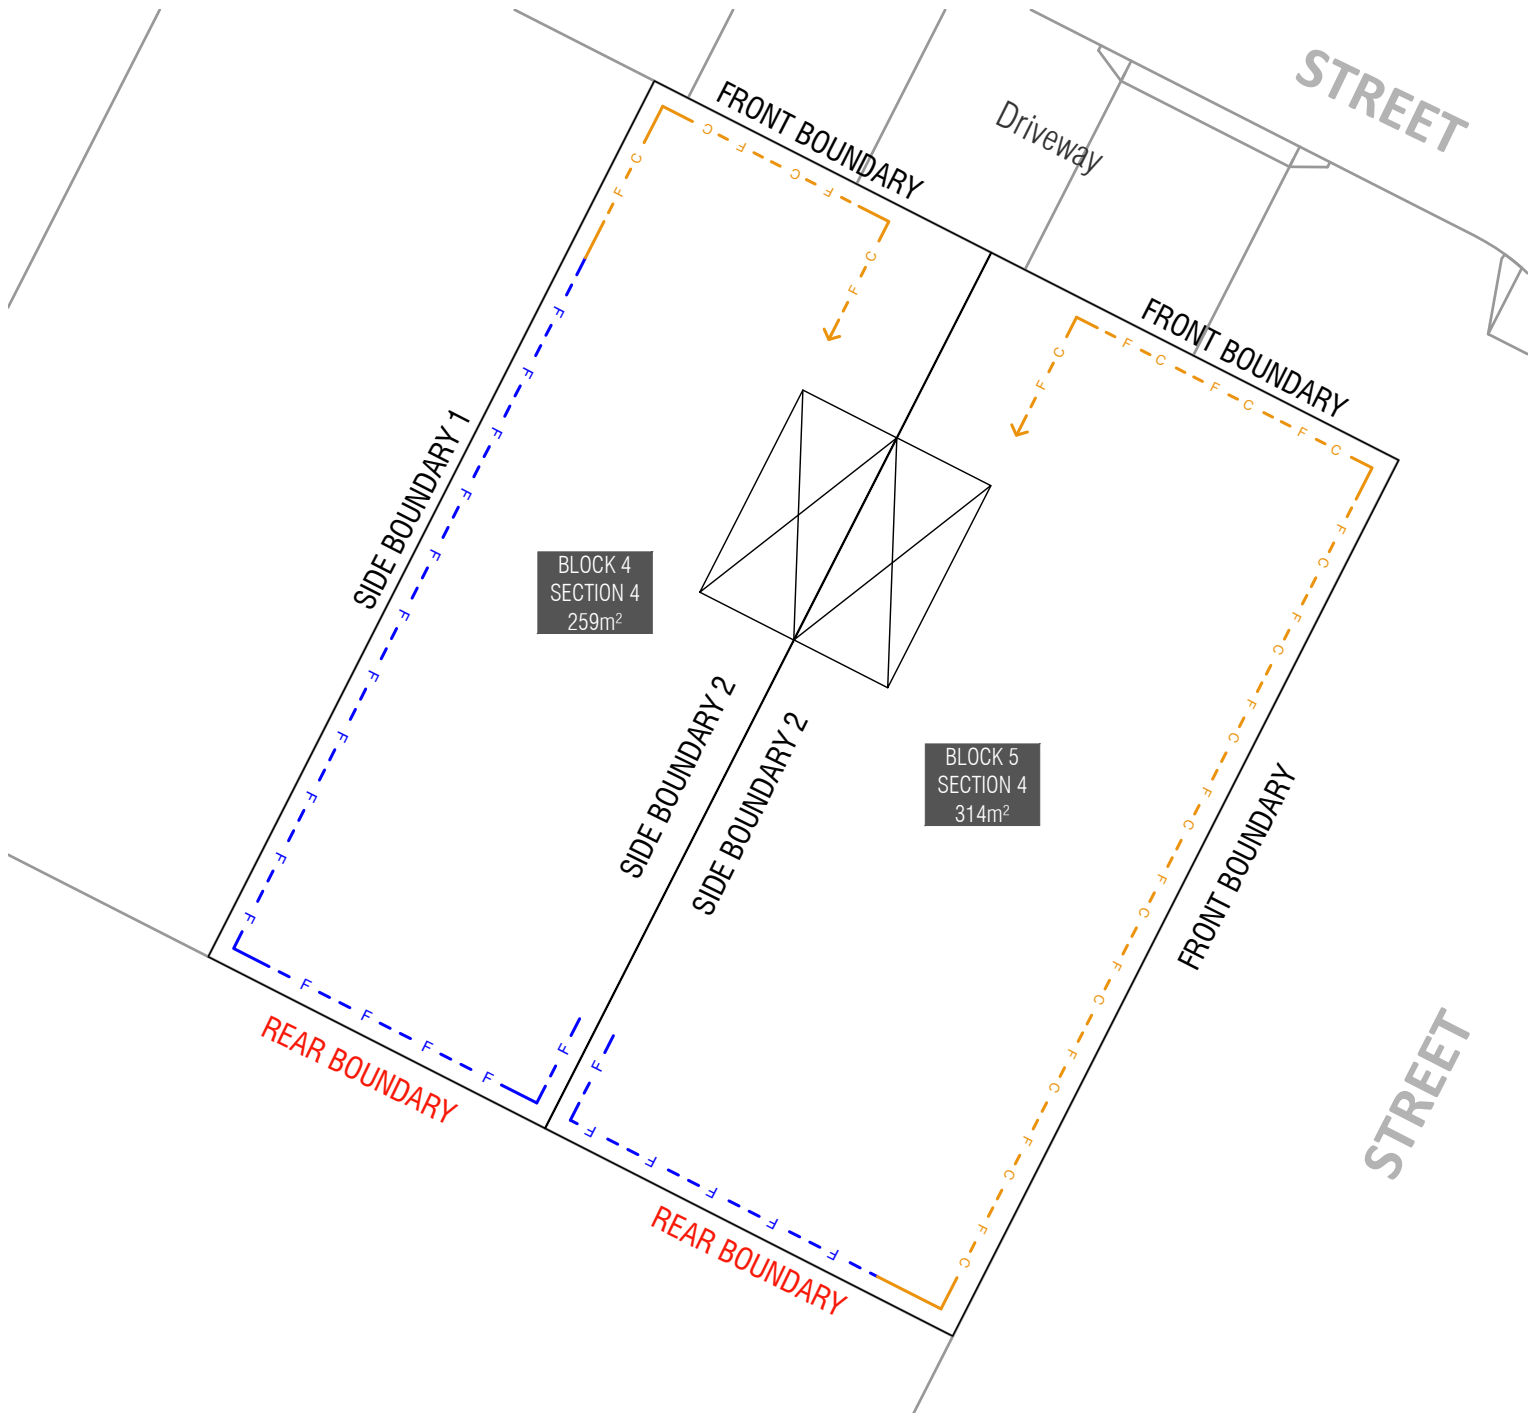 STREET
FRONT BOUNDARY
Driveway
FRONT BOUNDARY
SIDE BOUNDARY 1
BLOCK 4
SECTION 4
259m²
SIDE BOUNDARY 2
SIDE BOUNDARY 2
BLOCK 5
SECTION 4
314m²
FRONT BOUNDARY
REAR BOUNDARY
REAR BOUNDARY
STREET
C F C F
C F
C F
C F
F C F C F C
F C F C F C F C F C F C F C F C F C
F F F F F F F F F F F
F F F F
F
F
F F F F F